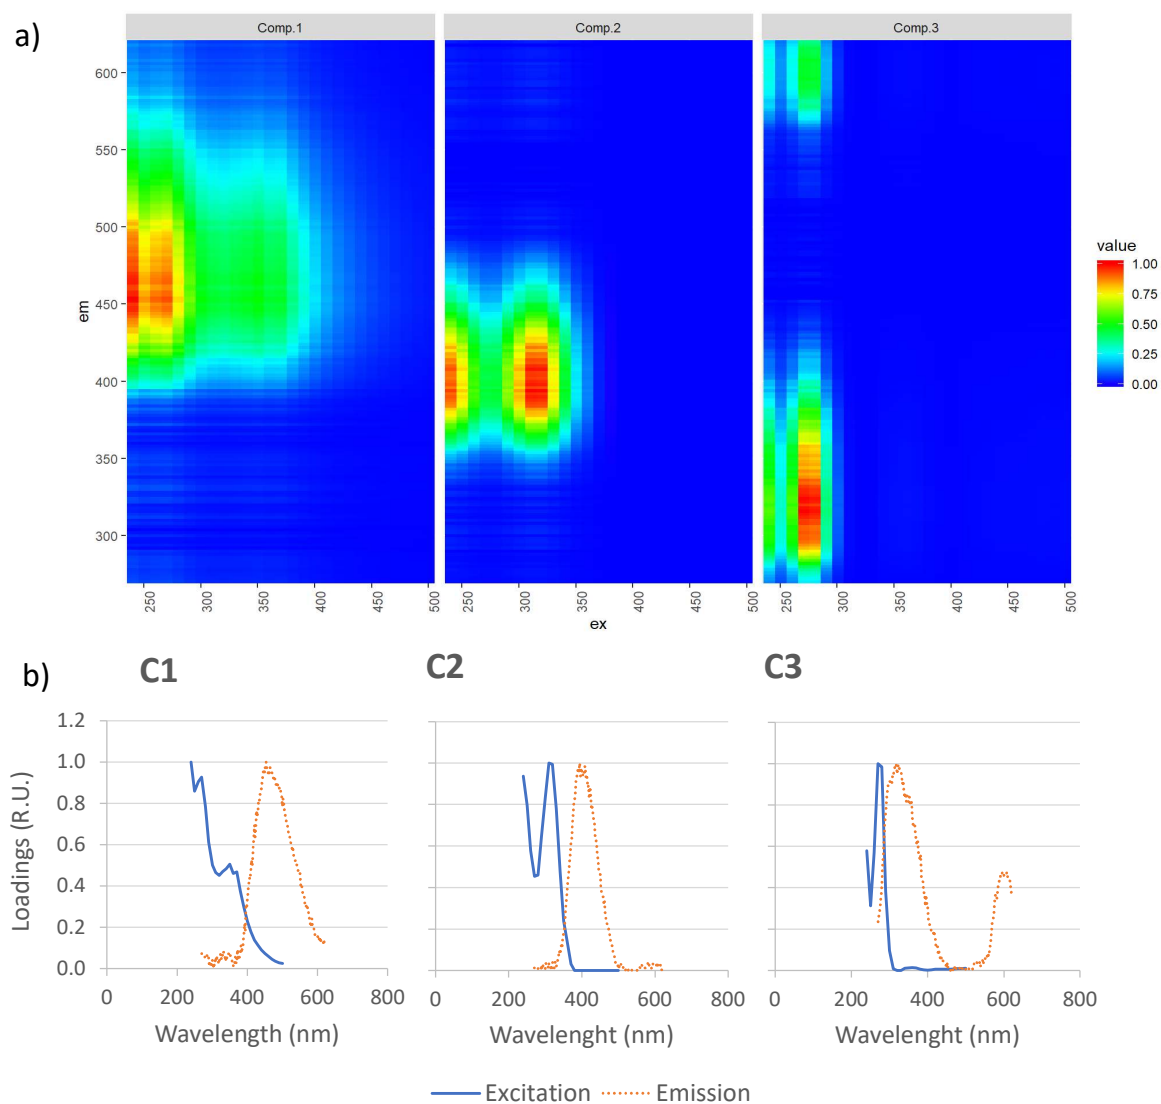 a)
Comp.1 Comp.2 Comp.3
600
550
500
450
400
350
300
em
250 300 350 400 450 500 250 300 350 400 450 500 250 300 350 400 450 500
ex
value
1.00
0.75
0.50
0.25
0.00
b)
C1 C2 C3
1.2
1.0
0.8
0.6
0.4
0.2
0.0
Loadings (R.U.)
0 200 400 600 800 0 200 400 600 800 0 200 400 600 800
Wavelength (nm) Wavelenght (nm) Wavelenght (nm)
Excitation Emission